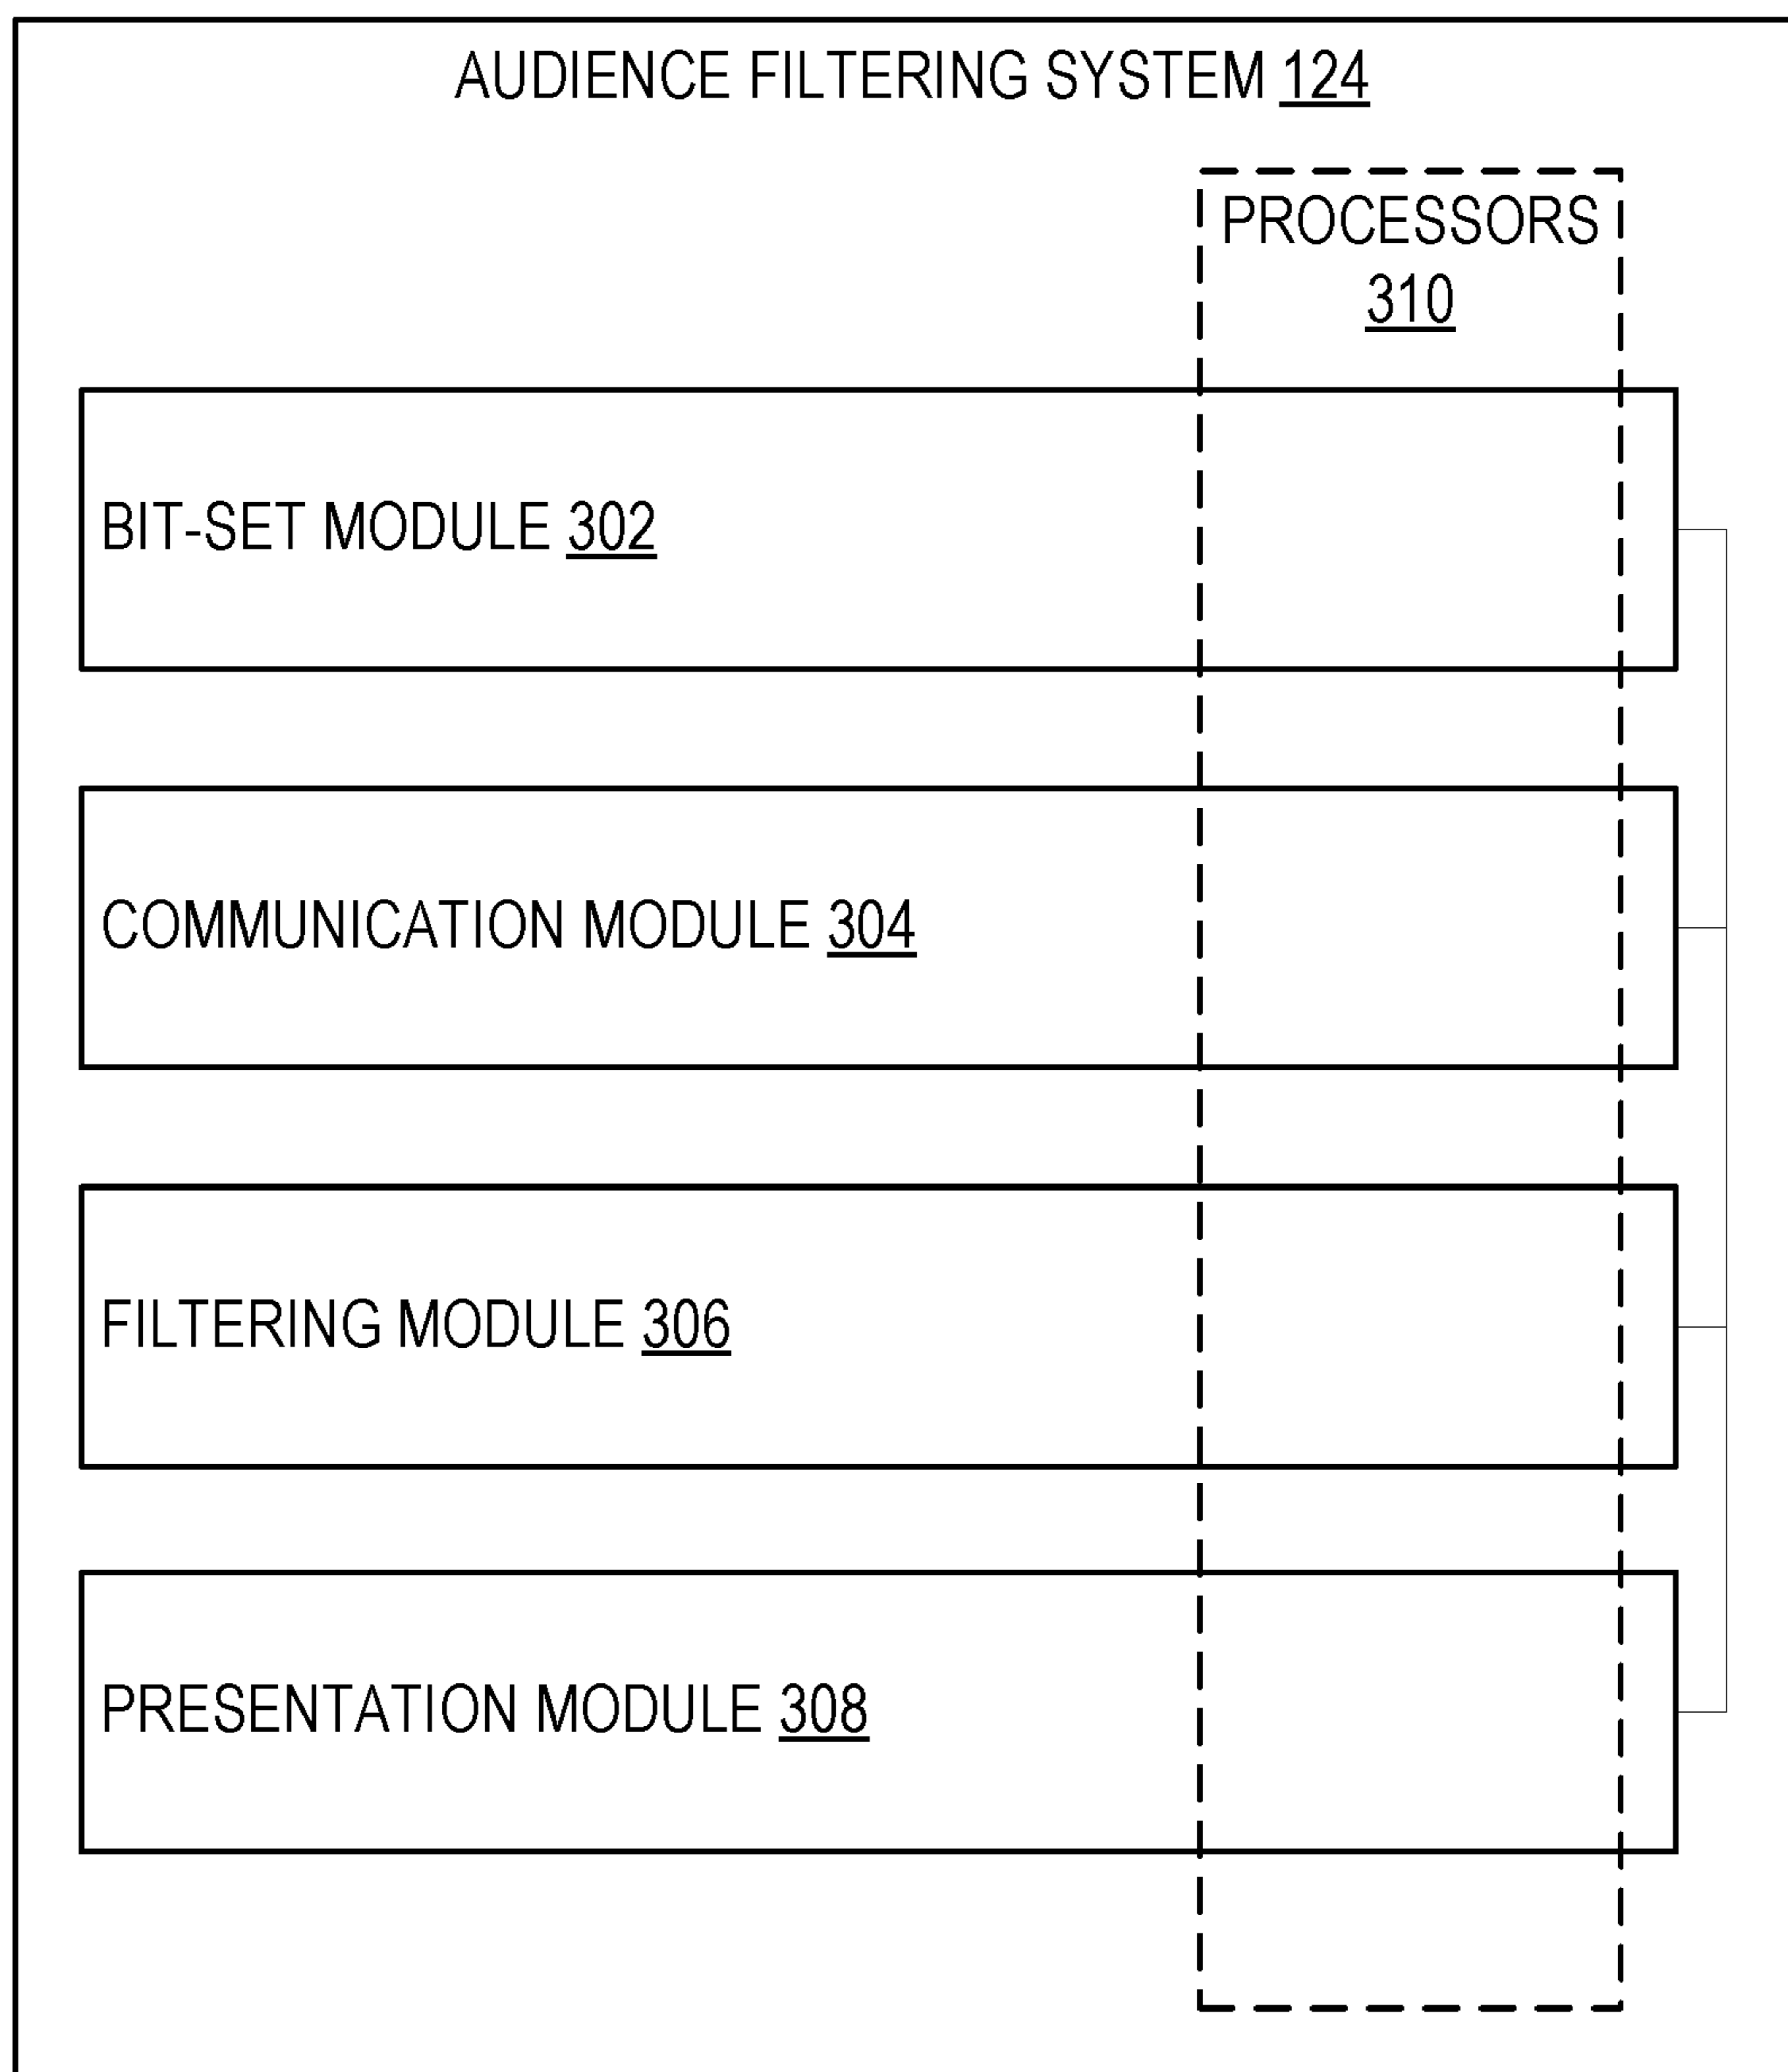 AUDIENCE FILTERING SYSTEM 124
PROCESSORS
310
BIT-SET MODULE 302
COMMUNICATION MODULE 304
FILTERING MODULE 306
PRESENTATION MODULE 308